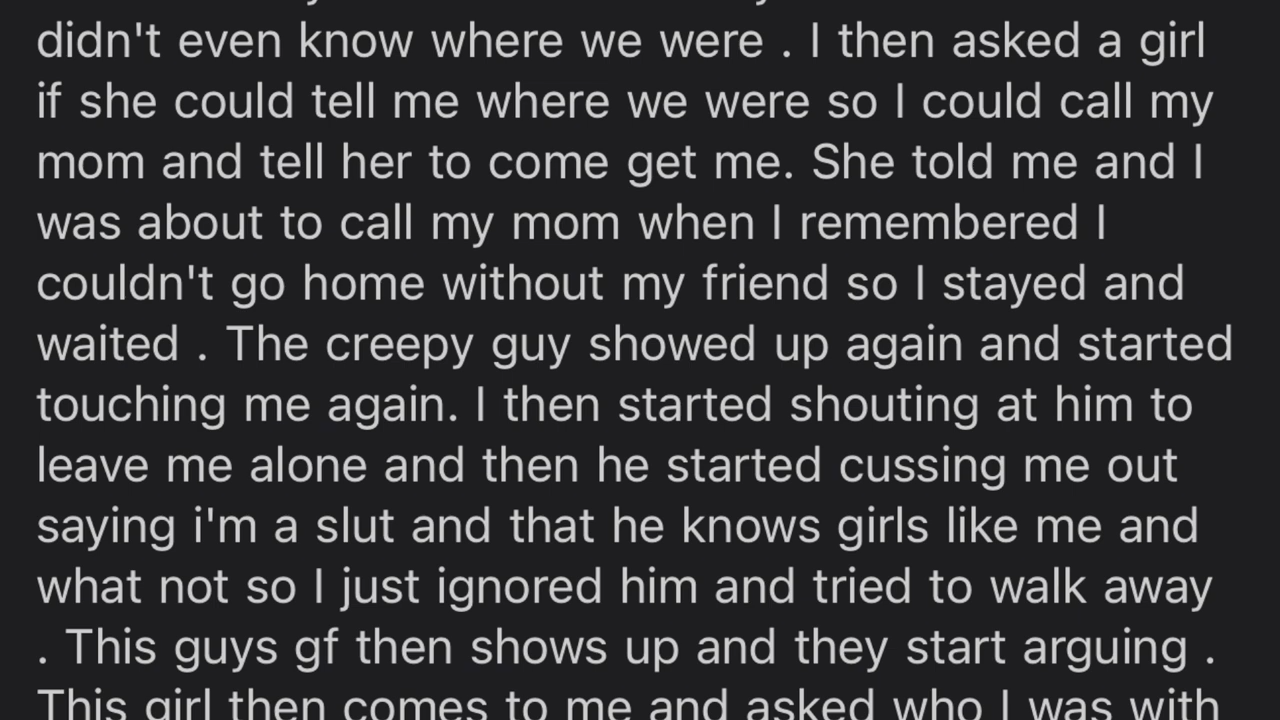 didn't even know where we were . I then asked a girl
if she could tell me where we were so I could call my
mom and tell her to come get me. She told me and I
was about to call my mom when I remembered I
couldn't go home without my friend so I stayed and
waited . The creepy guy showed up again and started
touching me again. I then started shouting at him to
leave me alone and then he started cussing me out
saying i'm a slut and that he knows girls like me and
what not so I just ignored him and tried to walk away
. This guys gf then shows up and they start arguing .
This girl then comes to me and asked who I was with